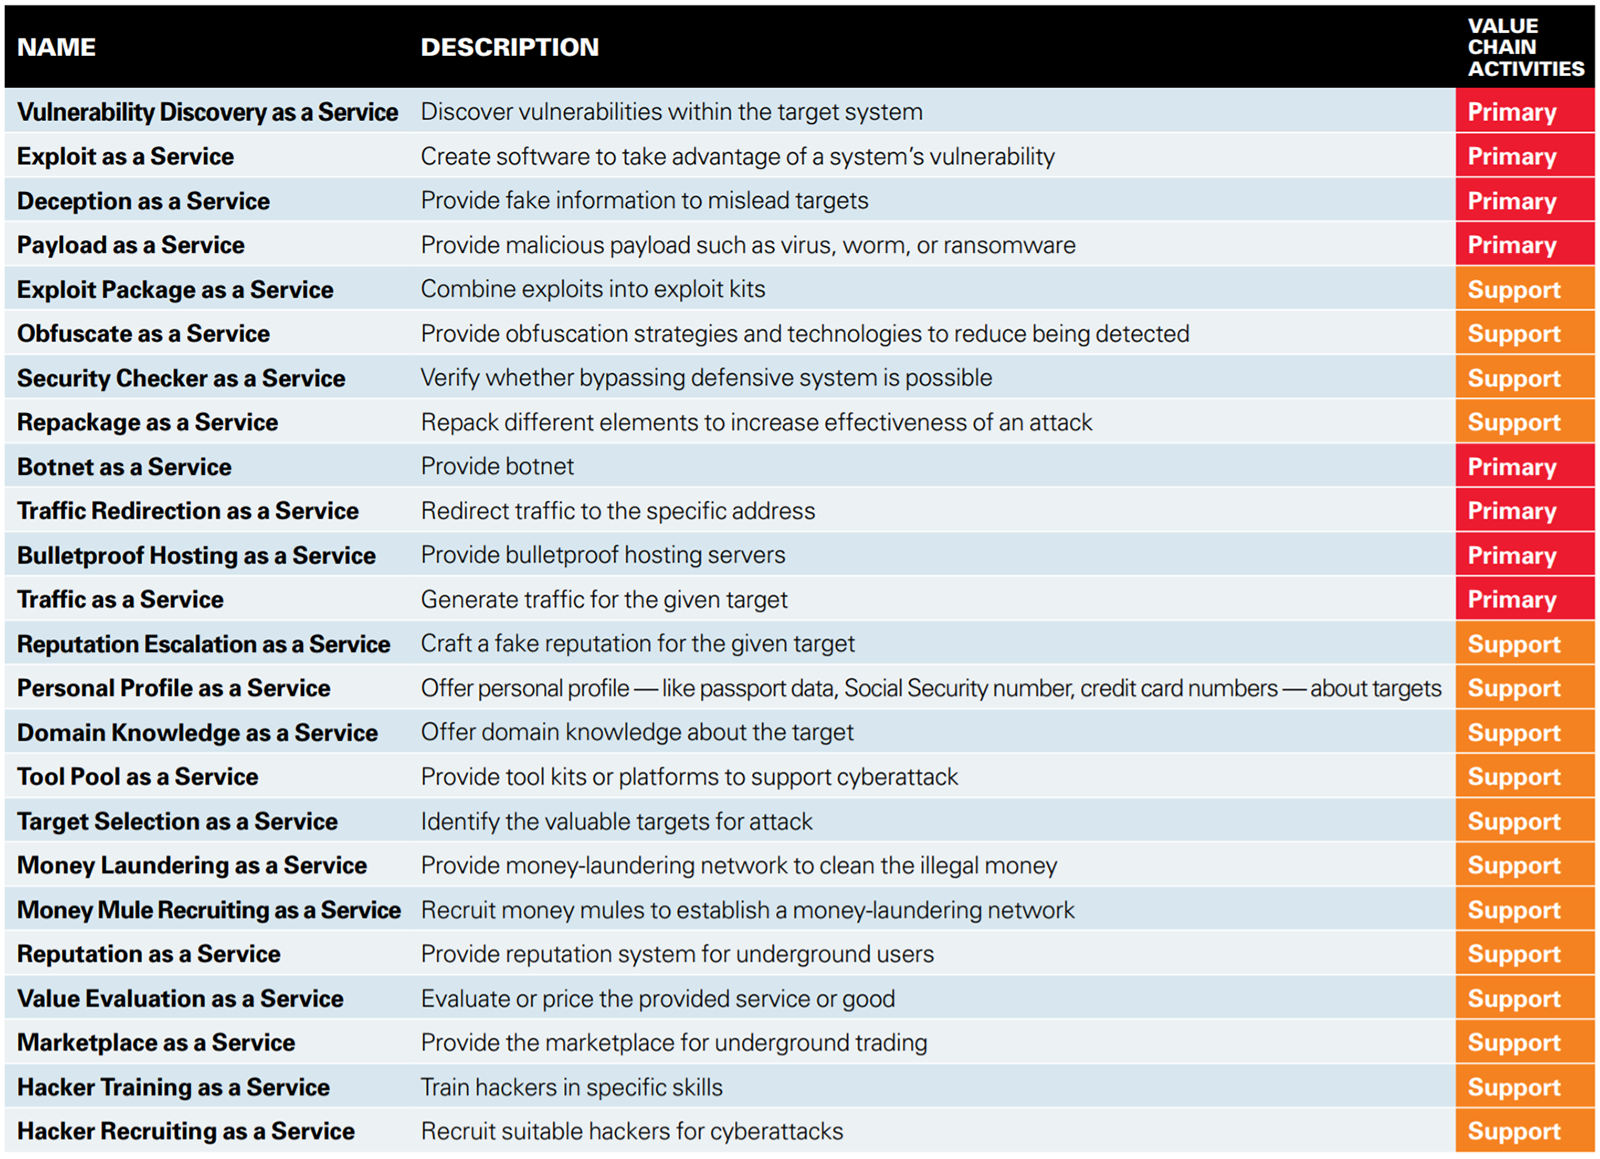 NAME DESCRIPTION VALUE CHAIN ACTIVITIES
Vulnerability Discovery as a Service Discover vulnerabilities within the target system Primary
Exploit as a Service Create software to take advantage of a system’s vulnerability Primary
Deception as a Service Provide fake information to mislead targets Primary
Payload as a Service Provide malicious payload such as virus, worm, or ransomware Primary
Exploit Package as a Service Combine exploits into exploit kits Support
Obfuscate as a Service Provide obfuscation strategies and technologies to reduce being detected Support
Security Checker as a Service Verify whether bypassing defensive system is possible Support
Repackage as a Service Repack different elements to increase effectiveness of an attack Support
Botnet as a Service Provide botnet Primary
Traffic Redirection as a Service Redirect traffic to the specific address Primary
Bulletproof Hosting as a Service Provide bulletproof hosting servers Primary
Traffic as a Service Generate traffic for the given target Primary
Reputation Escalation as a Service Craft a fake reputation for the given target Support
Personal Profile as a Service Offer personal profile — like passport data, Social Security number, credit card numbers — about targets Support
Domain Knowledge as a Service Offer domain knowledge about the target Support
Tool Pool as a Service Provide tool kits or platforms to support cyberattack Support
Target Selection as a Service Identify the valuable targets for attack Support
Money Laundering as a Service Provide money-laundering network to clean the illegal money Support
Money Mule Recruiting as a Service Recruit money mules to establish a money-laundering network Support
Reputation as a Service Provide reputation system for underground users Support
Value Evaluation as a Service Evaluate or price the provided service or good Support
Marketplace as a Service Provide the marketplace for underground trading Support
Hacker Training as a Service Train hackers in specific skills Support
Hacker Recruiting as a Service Recruit suitable hackers for cyberattacks Support